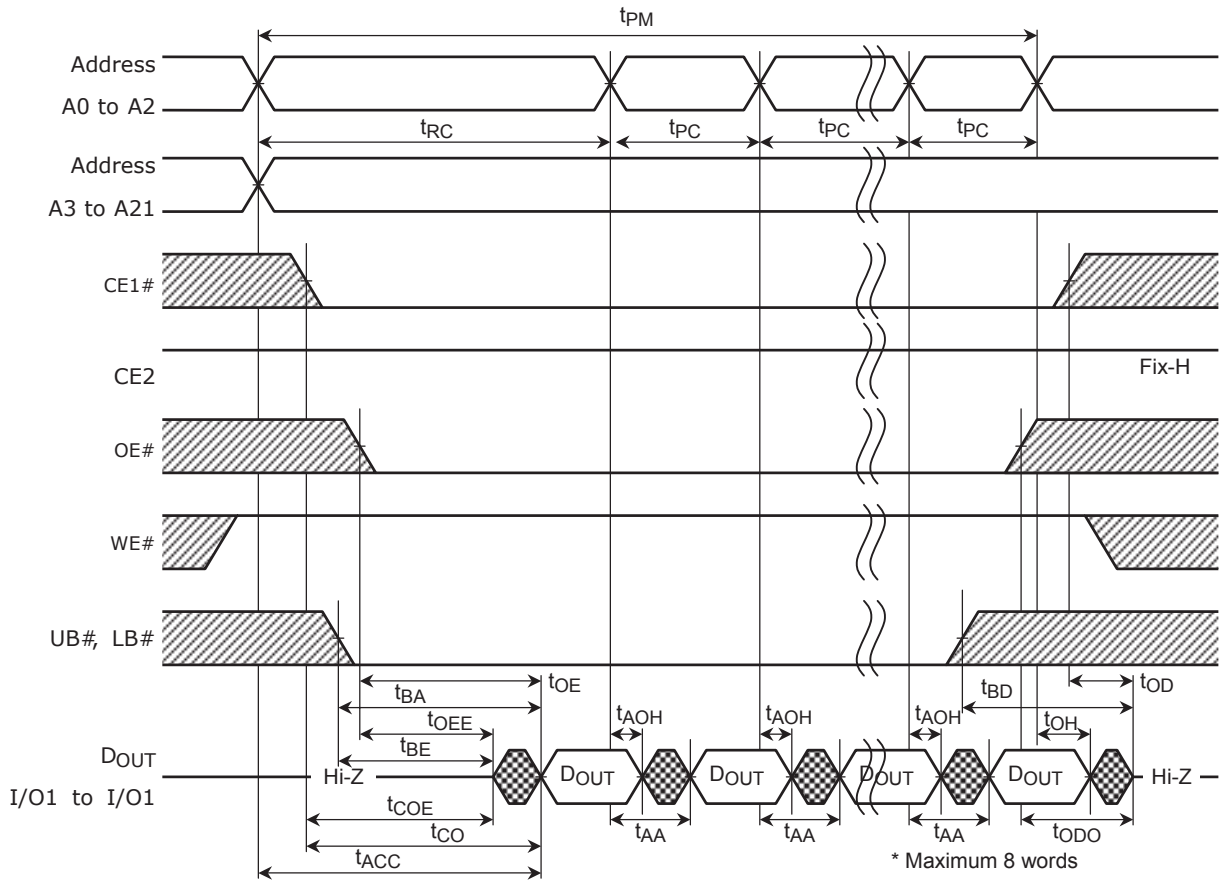 tPM
Address
A0 to A2
tRC
tPC
tPC
tPC
Address
A3 to A21
CE1#
CE2
Fix-H
OE#
WE#
UB#, LB#
tOE
tBA
tOD
tBD
tOEE
tAOH
tAOH
tAOH
tOH
tBE
DOUT
I/O1 to I/O1
Hi-Z
DOUT
DOUT
DOUT
DOUT
Hi-Z
tCOE
tAA
tAA
tAA
tODO
tCO
tACC
* Maximum 8 words